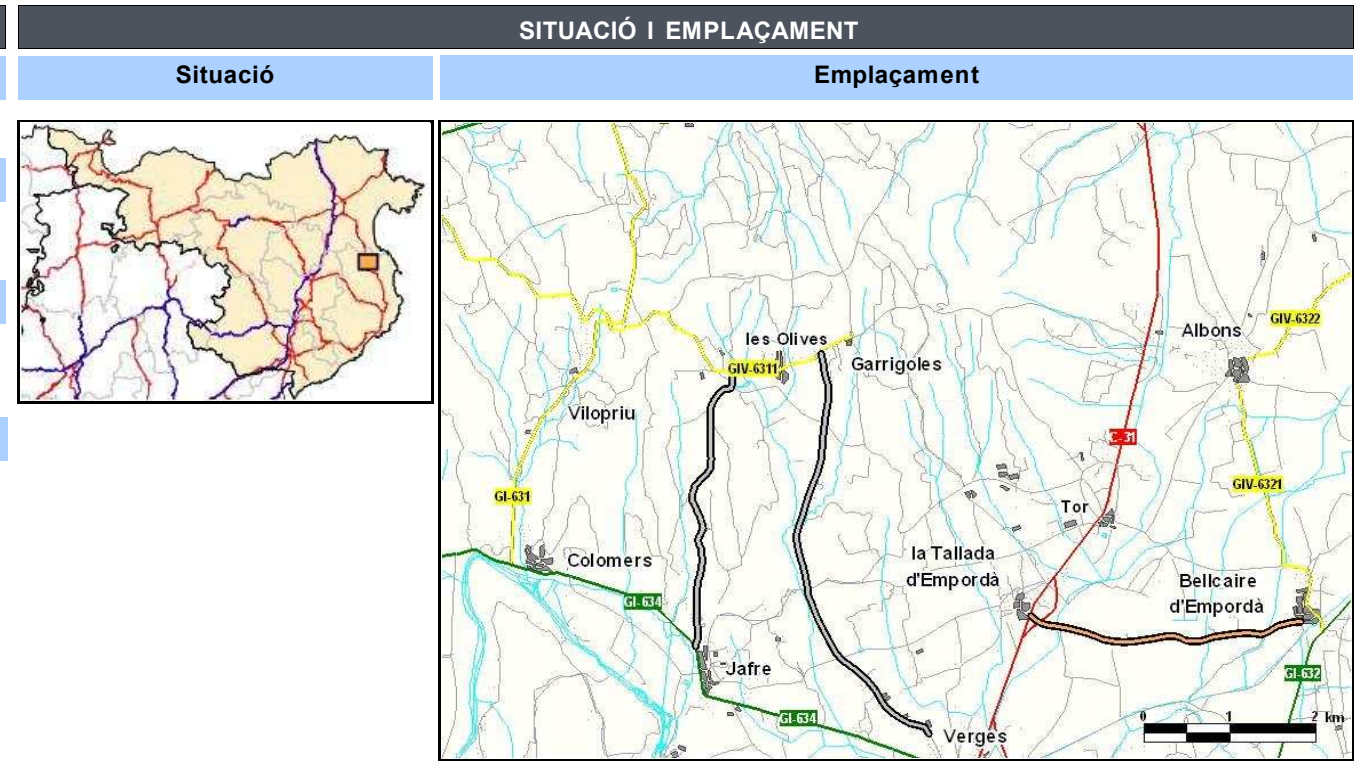 SITUACIÓ I EMPLAÇAMENT
Situació
Emplaçament
les Olives
GIV-6311
Garrigoles
Albons
GIV-6322
Vilopriu
C-31
GI-631
GIV-6321
Tor
Colomers
la Tallada
d'Empordà
Bellcaire
d'Empordà
GI-634
Jafre
GI-632
GI-634
Verges
0 1 2 km